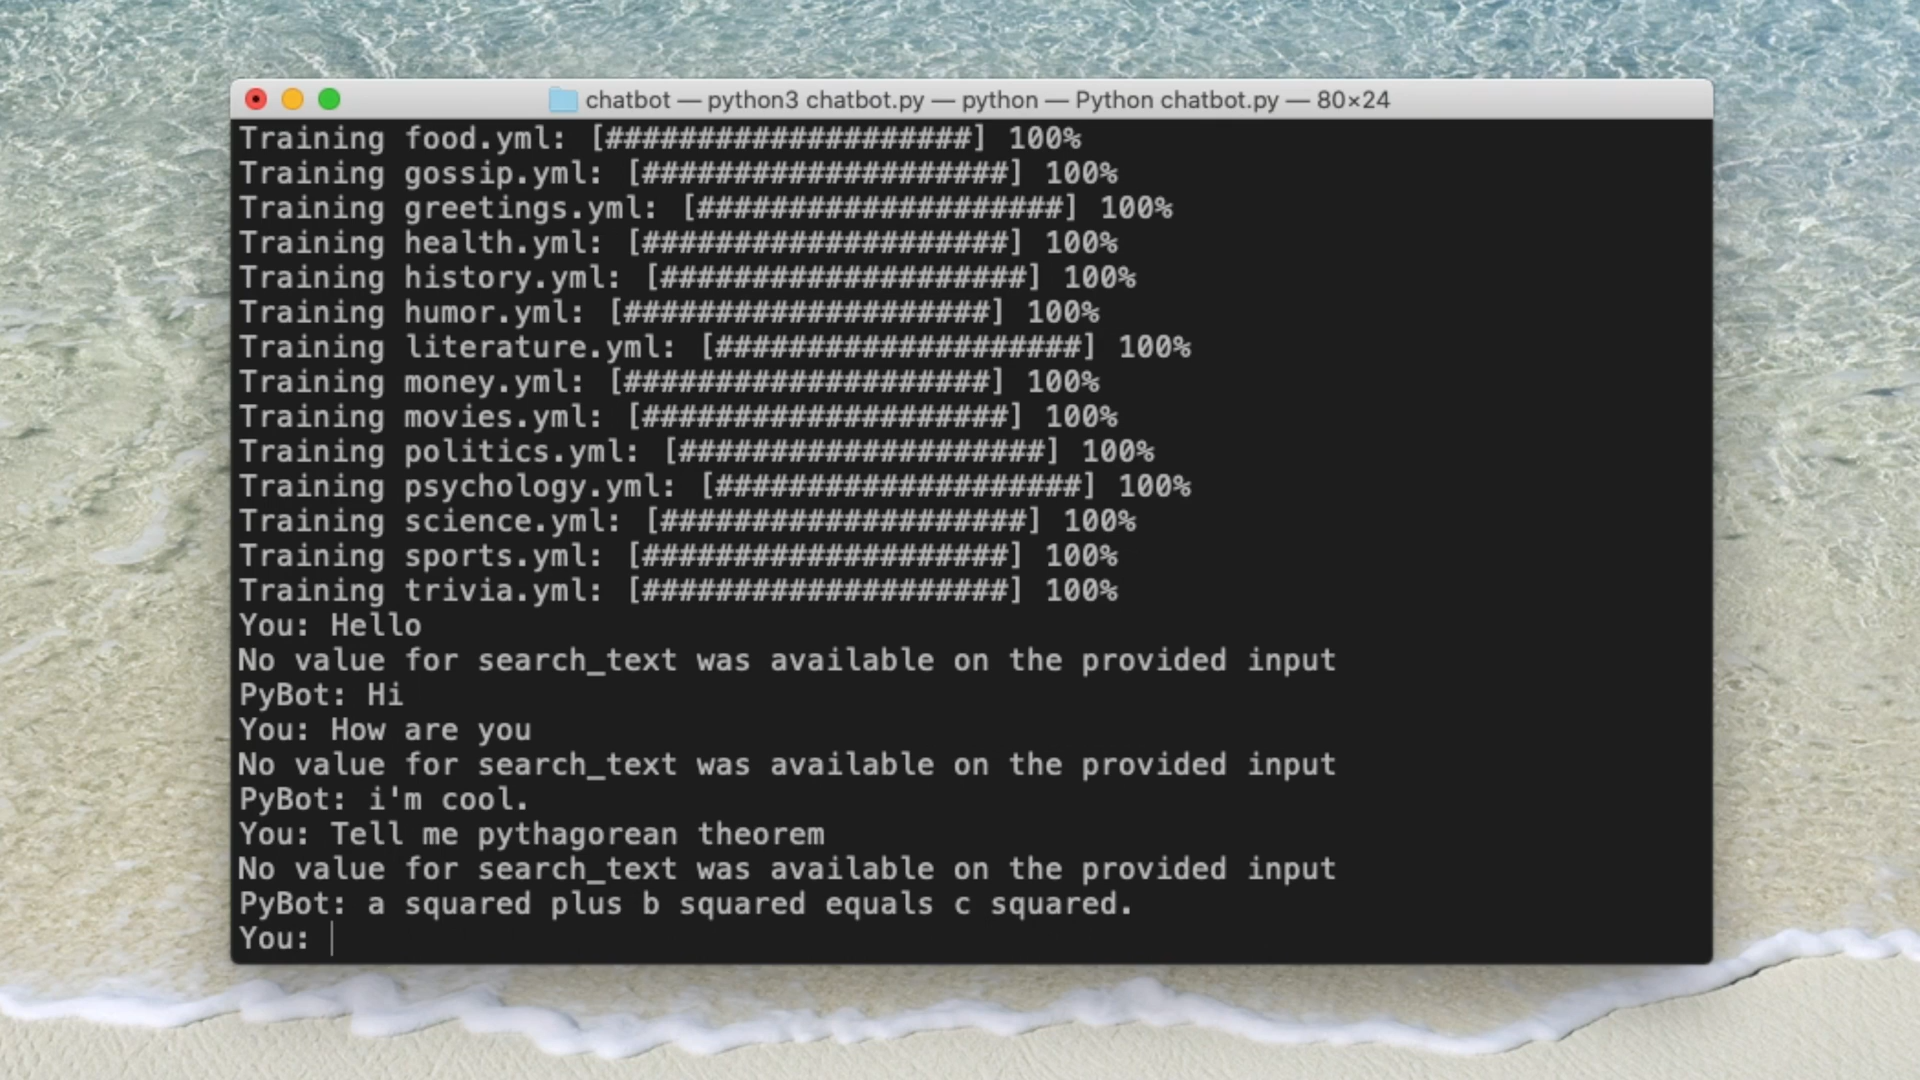 chatbot — python3 chatbot.py — python — Python chatbot.py — 80×24
Training food.yml: [####################] 100%
Training gossip.yml: [####################] 100%
Training greetings.yml: [####################] 100%
Training health.yml: [####################] 100%
Training history.yml: [####################] 100%
Training humor.yml: [####################] 100%
Training literature.yml: [####################] 100%
Training money.yml: [####################] 100%
Training movies.yml: [####################] 100%
Training politics.yml: [####################] 100%
Training psychology.yml: [####################] 100%
Training science.yml: [####################] 100%
Training sports.yml: [####################] 100%
Training trivia.yml: [####################] 100%
You: Hello
No value for search_text was available on the provided input
PyBot: Hi
You: How are you
No value for search_text was available on the provided input
PyBot: i'm cool.
You: Tell me pythagorean theorem
No value for search_text was available on the provided input
PyBot: a squared plus b squared equals c squared.
You: